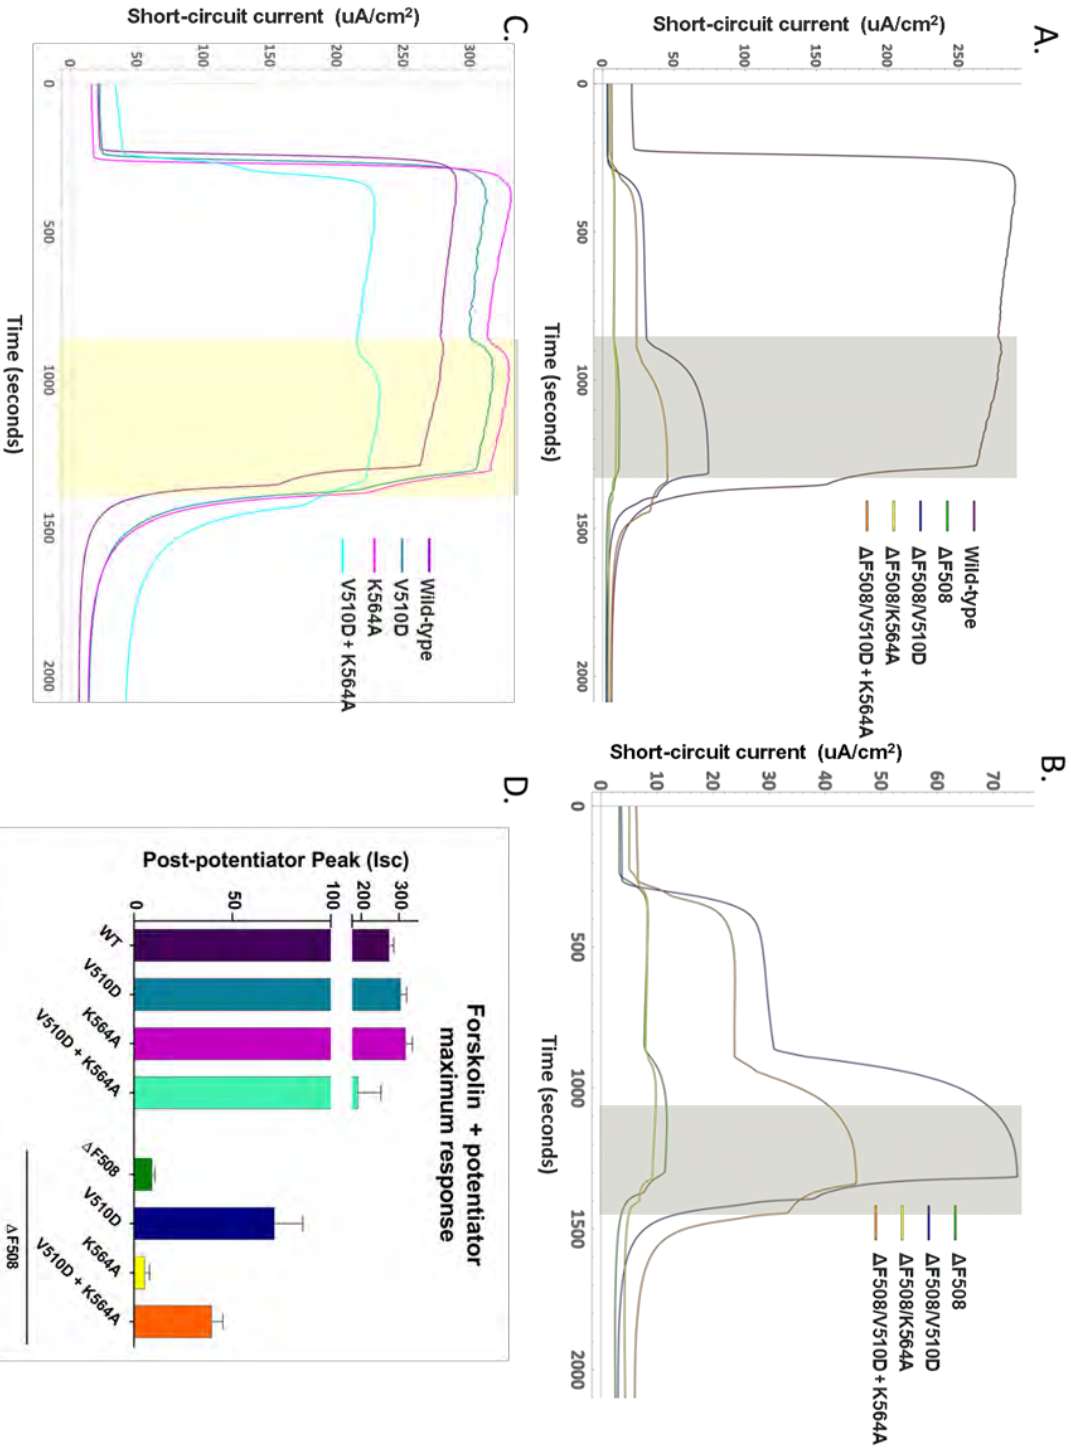 A.
Short-circuit current (uA/cm²)
0
50
100
150
200
250
0
500
1000
1500
2000
Time (seconds)
Wild-type
ΔF508
ΔF508/V510D
ΔF508/K564A
ΔF508/V510D + K564A
B.
Short-circuit current (uA/cm²)
0
10
20
30
40
50
60
70
0
500
1000
1500
2000
Time (seconds)
ΔF508
ΔF508/V510D
ΔF508/K564A
ΔF508/V510D + K564A
C.
Short-circuit current (uA/cm²)
0
50
100
150
200
250
300
0
500
1000
1500
2000
Time (seconds)
Wild-type
V510D
K564A
V510D + K564A
D.
Forskolin + potentiator
maximum response
Post-potentiator Peak (Isc)
0
50
100
200
300
WT
V510D
K564A
V510D + K564A
ΔF508
V510D
K564A
V510D + K564A
ΔF508